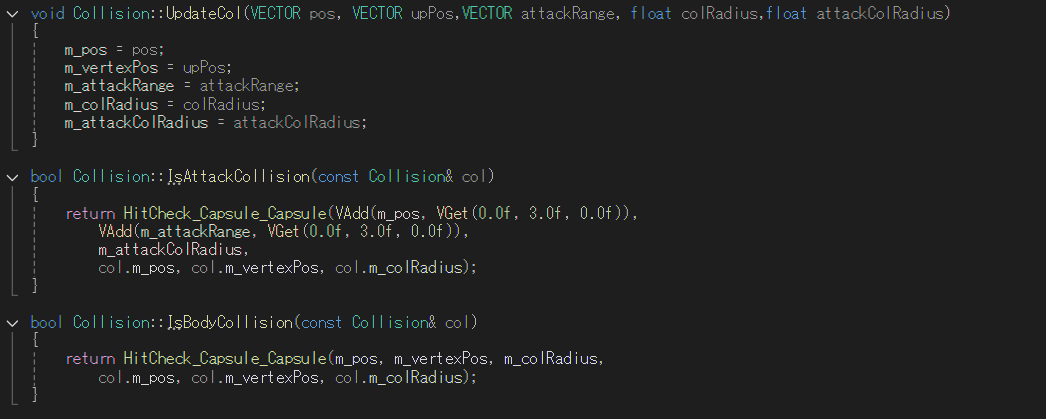 void Collision::UpdateCol(VECTOR pos, VECTOR upPos,VECTOR attackRange, float colRadius,float attackColRadius)
{
m_pos = pos;
m_vertexPos = upPos;
m_attackRange = attackRange;
m_colRadius = colRadius;
m_attackColRadius = attackColRadius;
}
bool Collision::IsAttackCollision(const Collision& col)
{
return HitCheck_Capsule_Capsule(VAdd(m_pos, VGet(0.0f, 3.0f, 0.0f)),
VAdd(m_attackRange, VGet(0.0f, 3.0f, 0.0f)),
m_attackColRadius,
col.m_pos, col.m_vertexPos, col.m_colRadius);
}
bool Collision::IsBodyCollision(const Collision& col)
{
return HitCheck_Capsule_Capsule(m_pos, m_vertexPos, m_colRadius,
col.m_pos, col.m_vertexPos, col.m_colRadius);
}